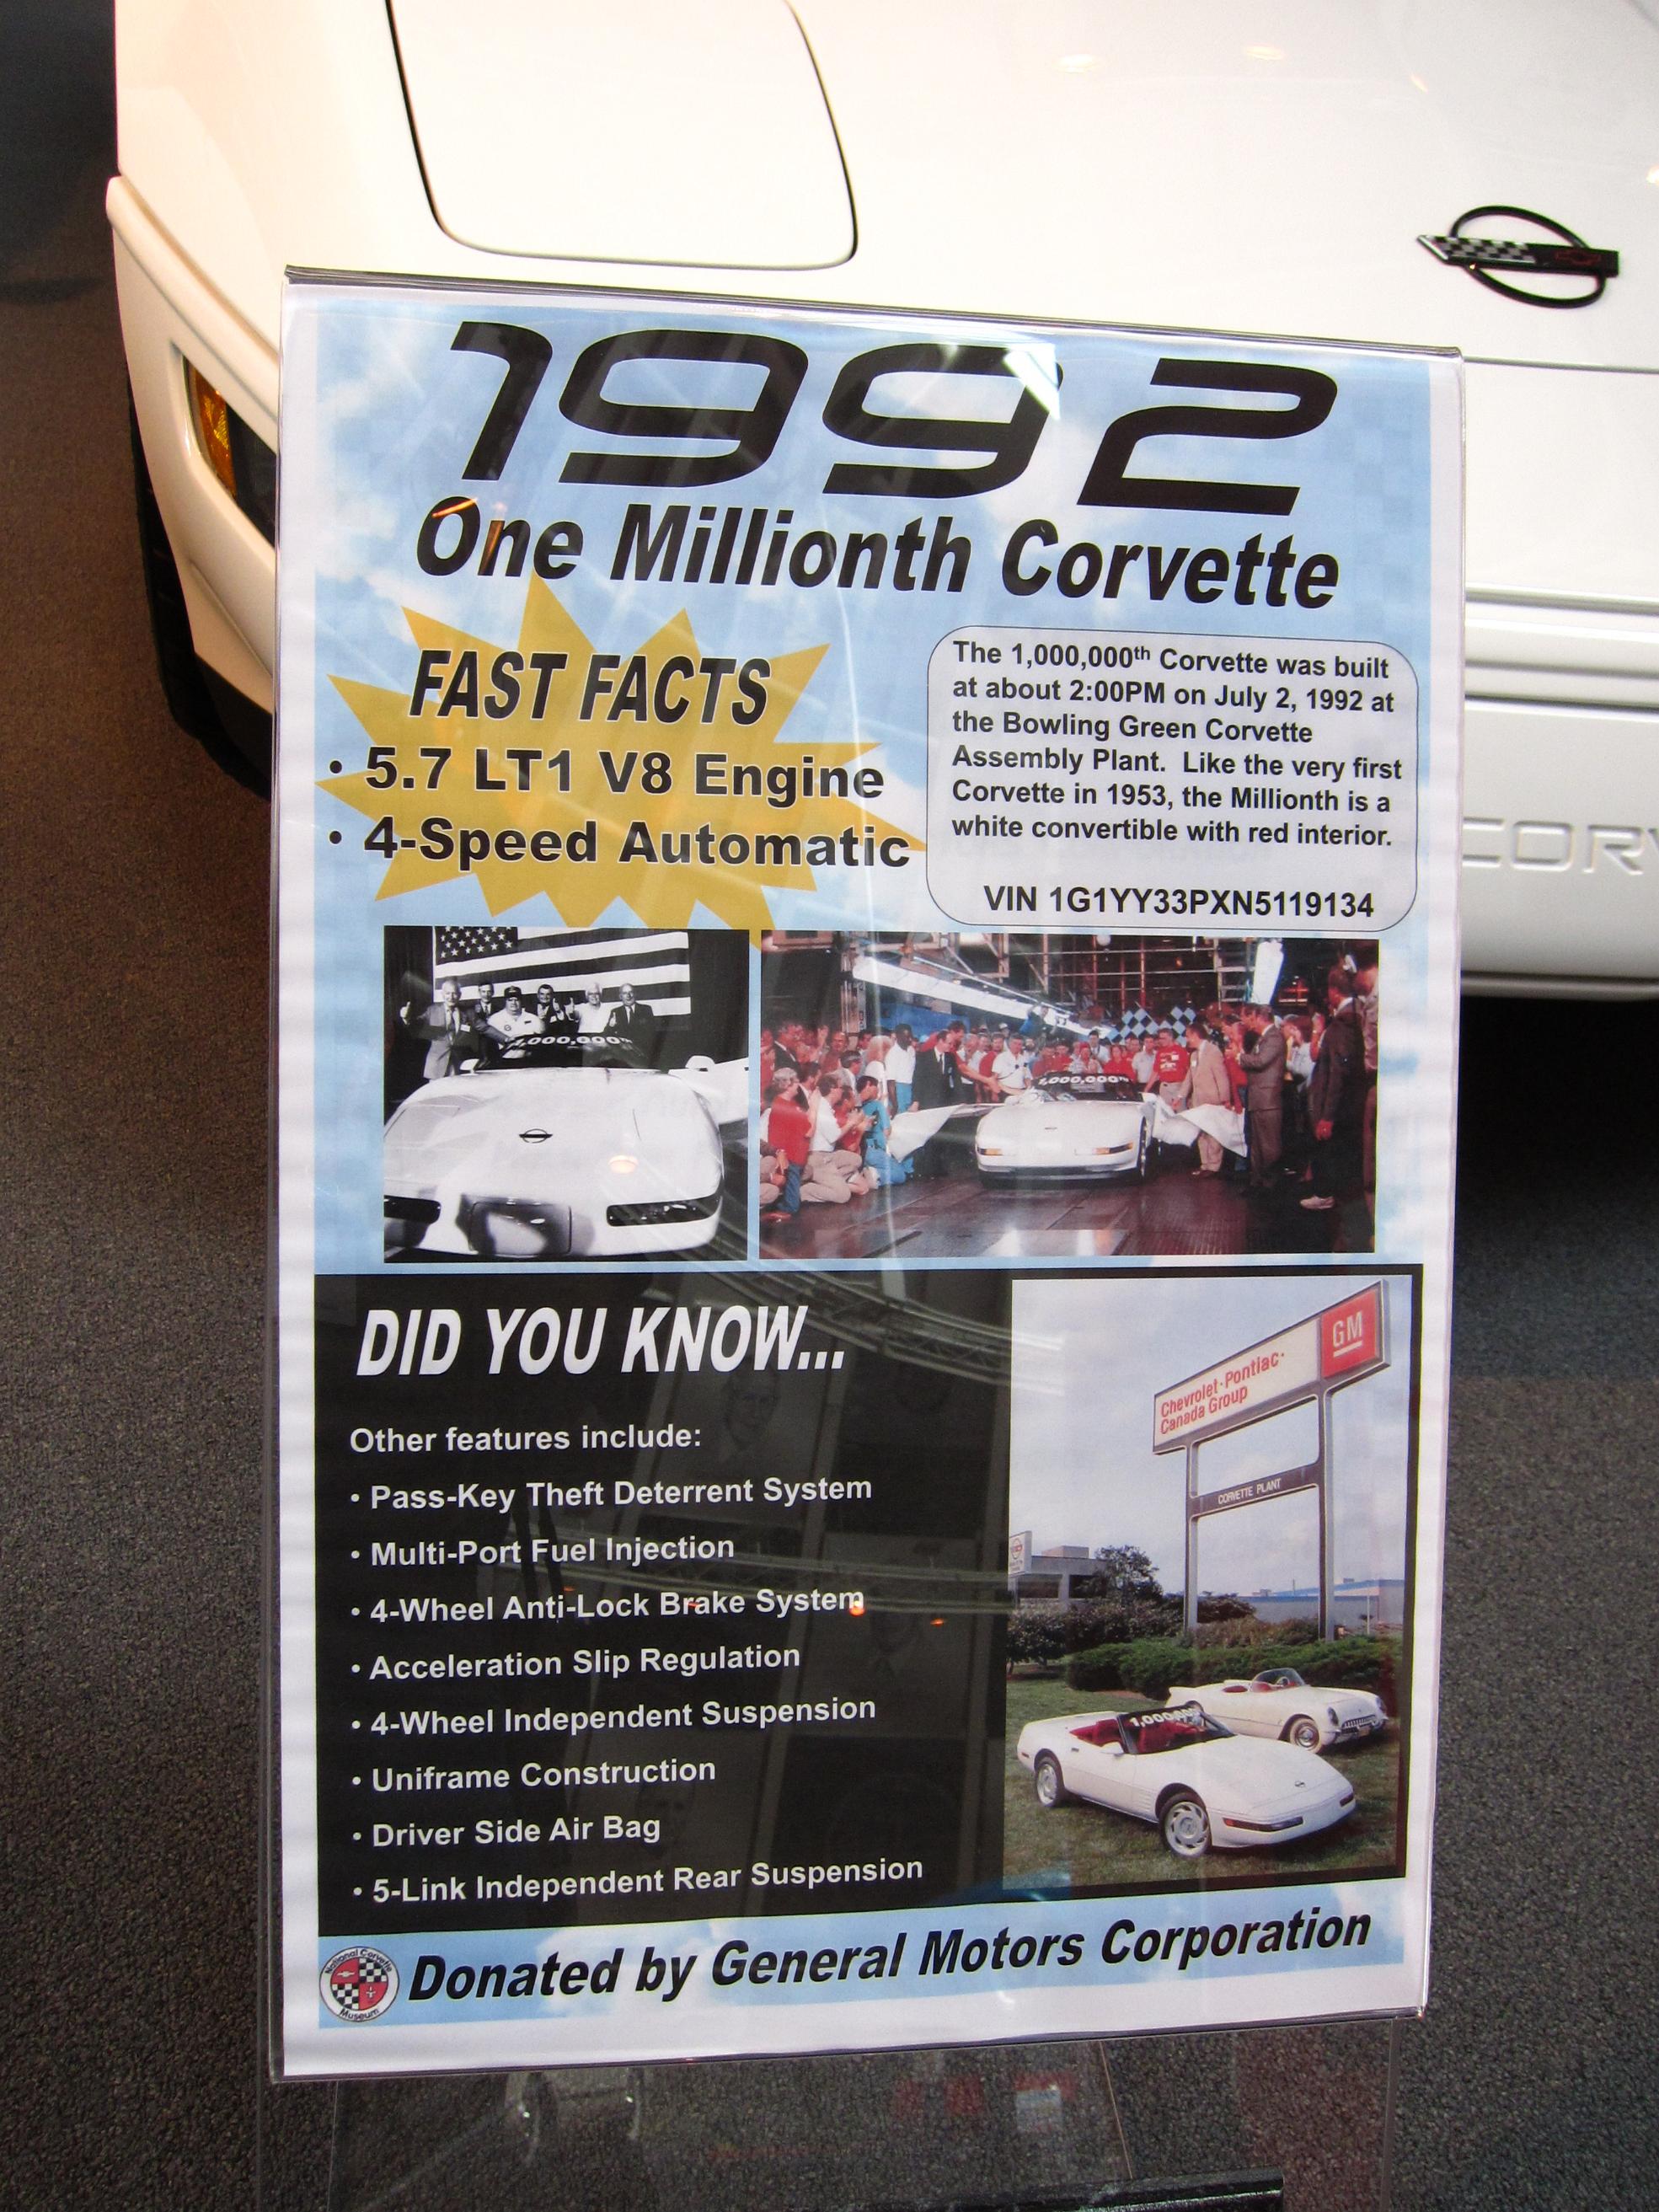 1992
One Millionth Corvette
FAST FACTS
• 5.7 LT1 V8 Engine
• 4-Speed Automatic
The 1,000,000th Corvette was built
at about 2:00PM on July 2, 1992 at
the Bowling Green Corvette
Assembly Plant. Like the very first
Corvette in 1953, the Millionth is a
white convertible with red interior.
VIN 1G1YY33PXN5119134
CORV
1,000,000th
1,000,000th
DID YOU KNOW...
Other features include:
• Pass-Key Theft Deterrent System
• Multi-Port Fuel Injection
• 4-Wheel Anti-Lock Brake System
• Acceleration Slip Regulation
• 4-Wheel Independent Suspension
• Uniframe Construction
• Driver Side Air Bag
• 5-Link Independent Rear Suspension
GM
Chevrolet-Pontiac-
Canada Group
CORVETTE PLANT
National Corvette
Museum
Donated by General Motors Corporation